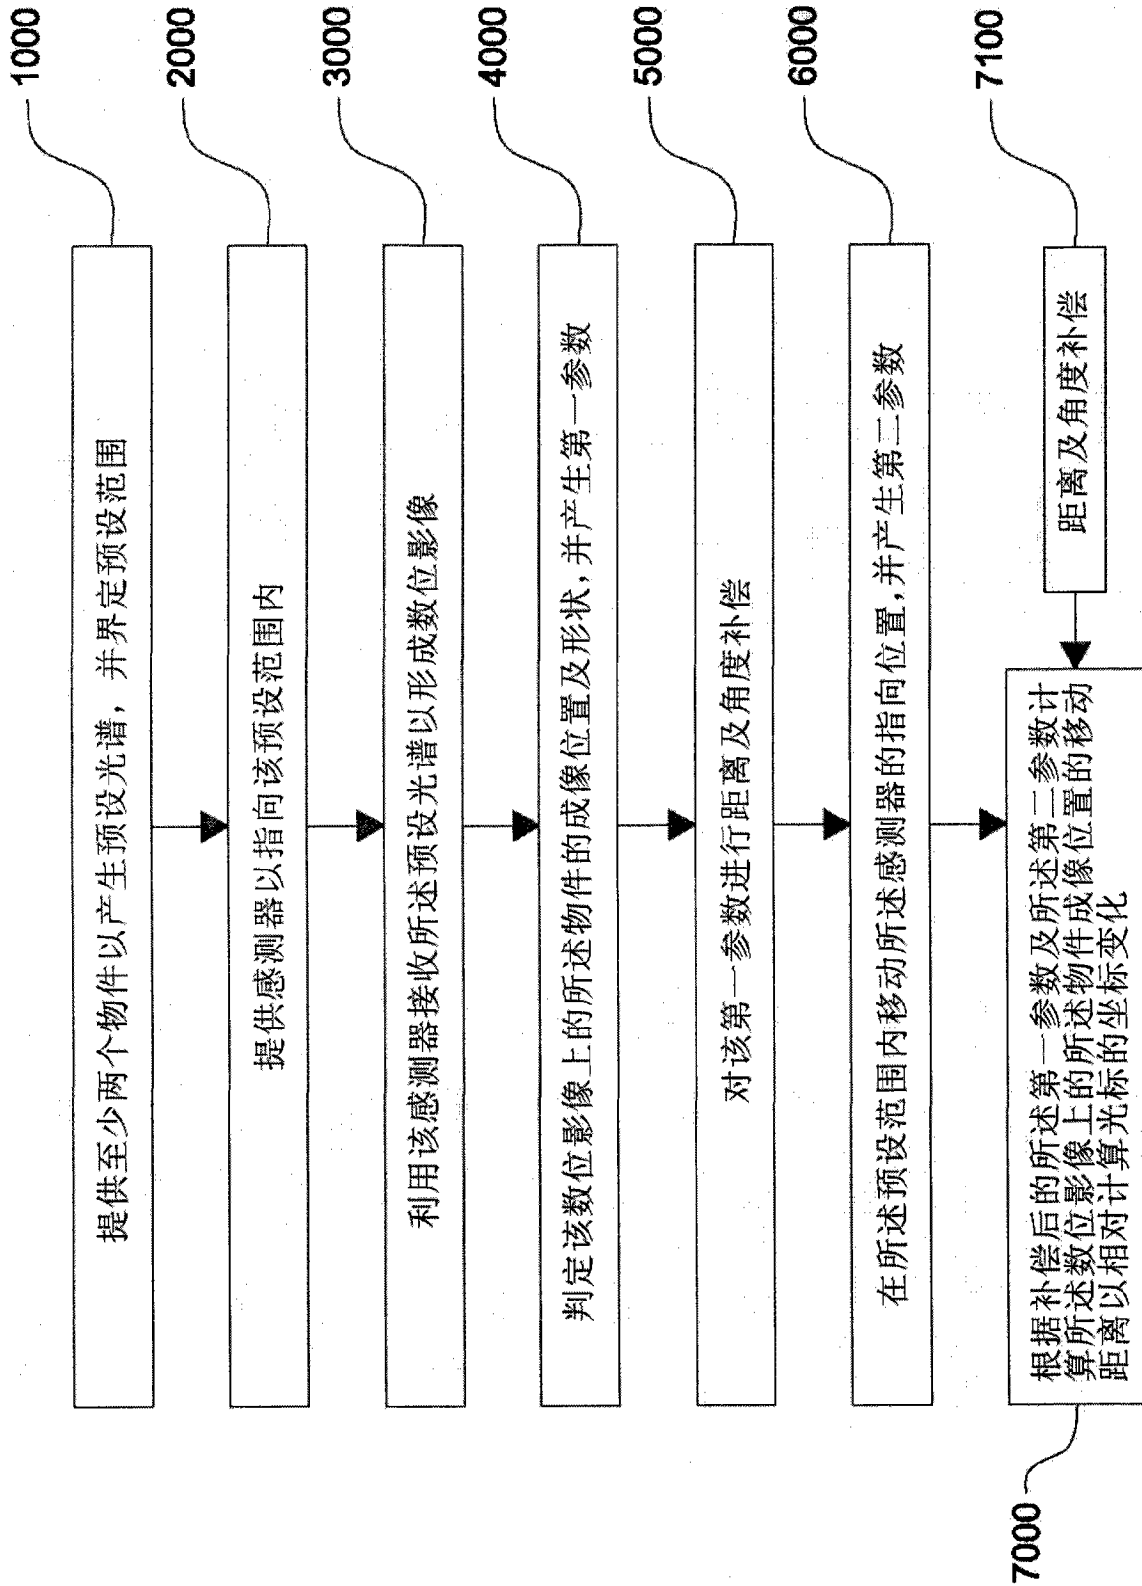 1000
提供至少两个物件以产生预设光谱，并界定预设范围
2000
提供感测器以指向该预设范围内
3000
利用该感测器接收所述预设光谱以形成数位影像
4000
判定该数位影像上的所述物件的成像位置及形状,并产生第一参数
5000
对该第一参数进行距离及角度补偿
6000
在所述预设范围内移动所述感测器的指向位置,并产生第二参数
7100
距离及角度补偿
7000
根据补偿后的所述第一参数及所述第二参数计
算所述数位影像上的所述物件成像位置的移动
距离以相对计算光标的坐标变化